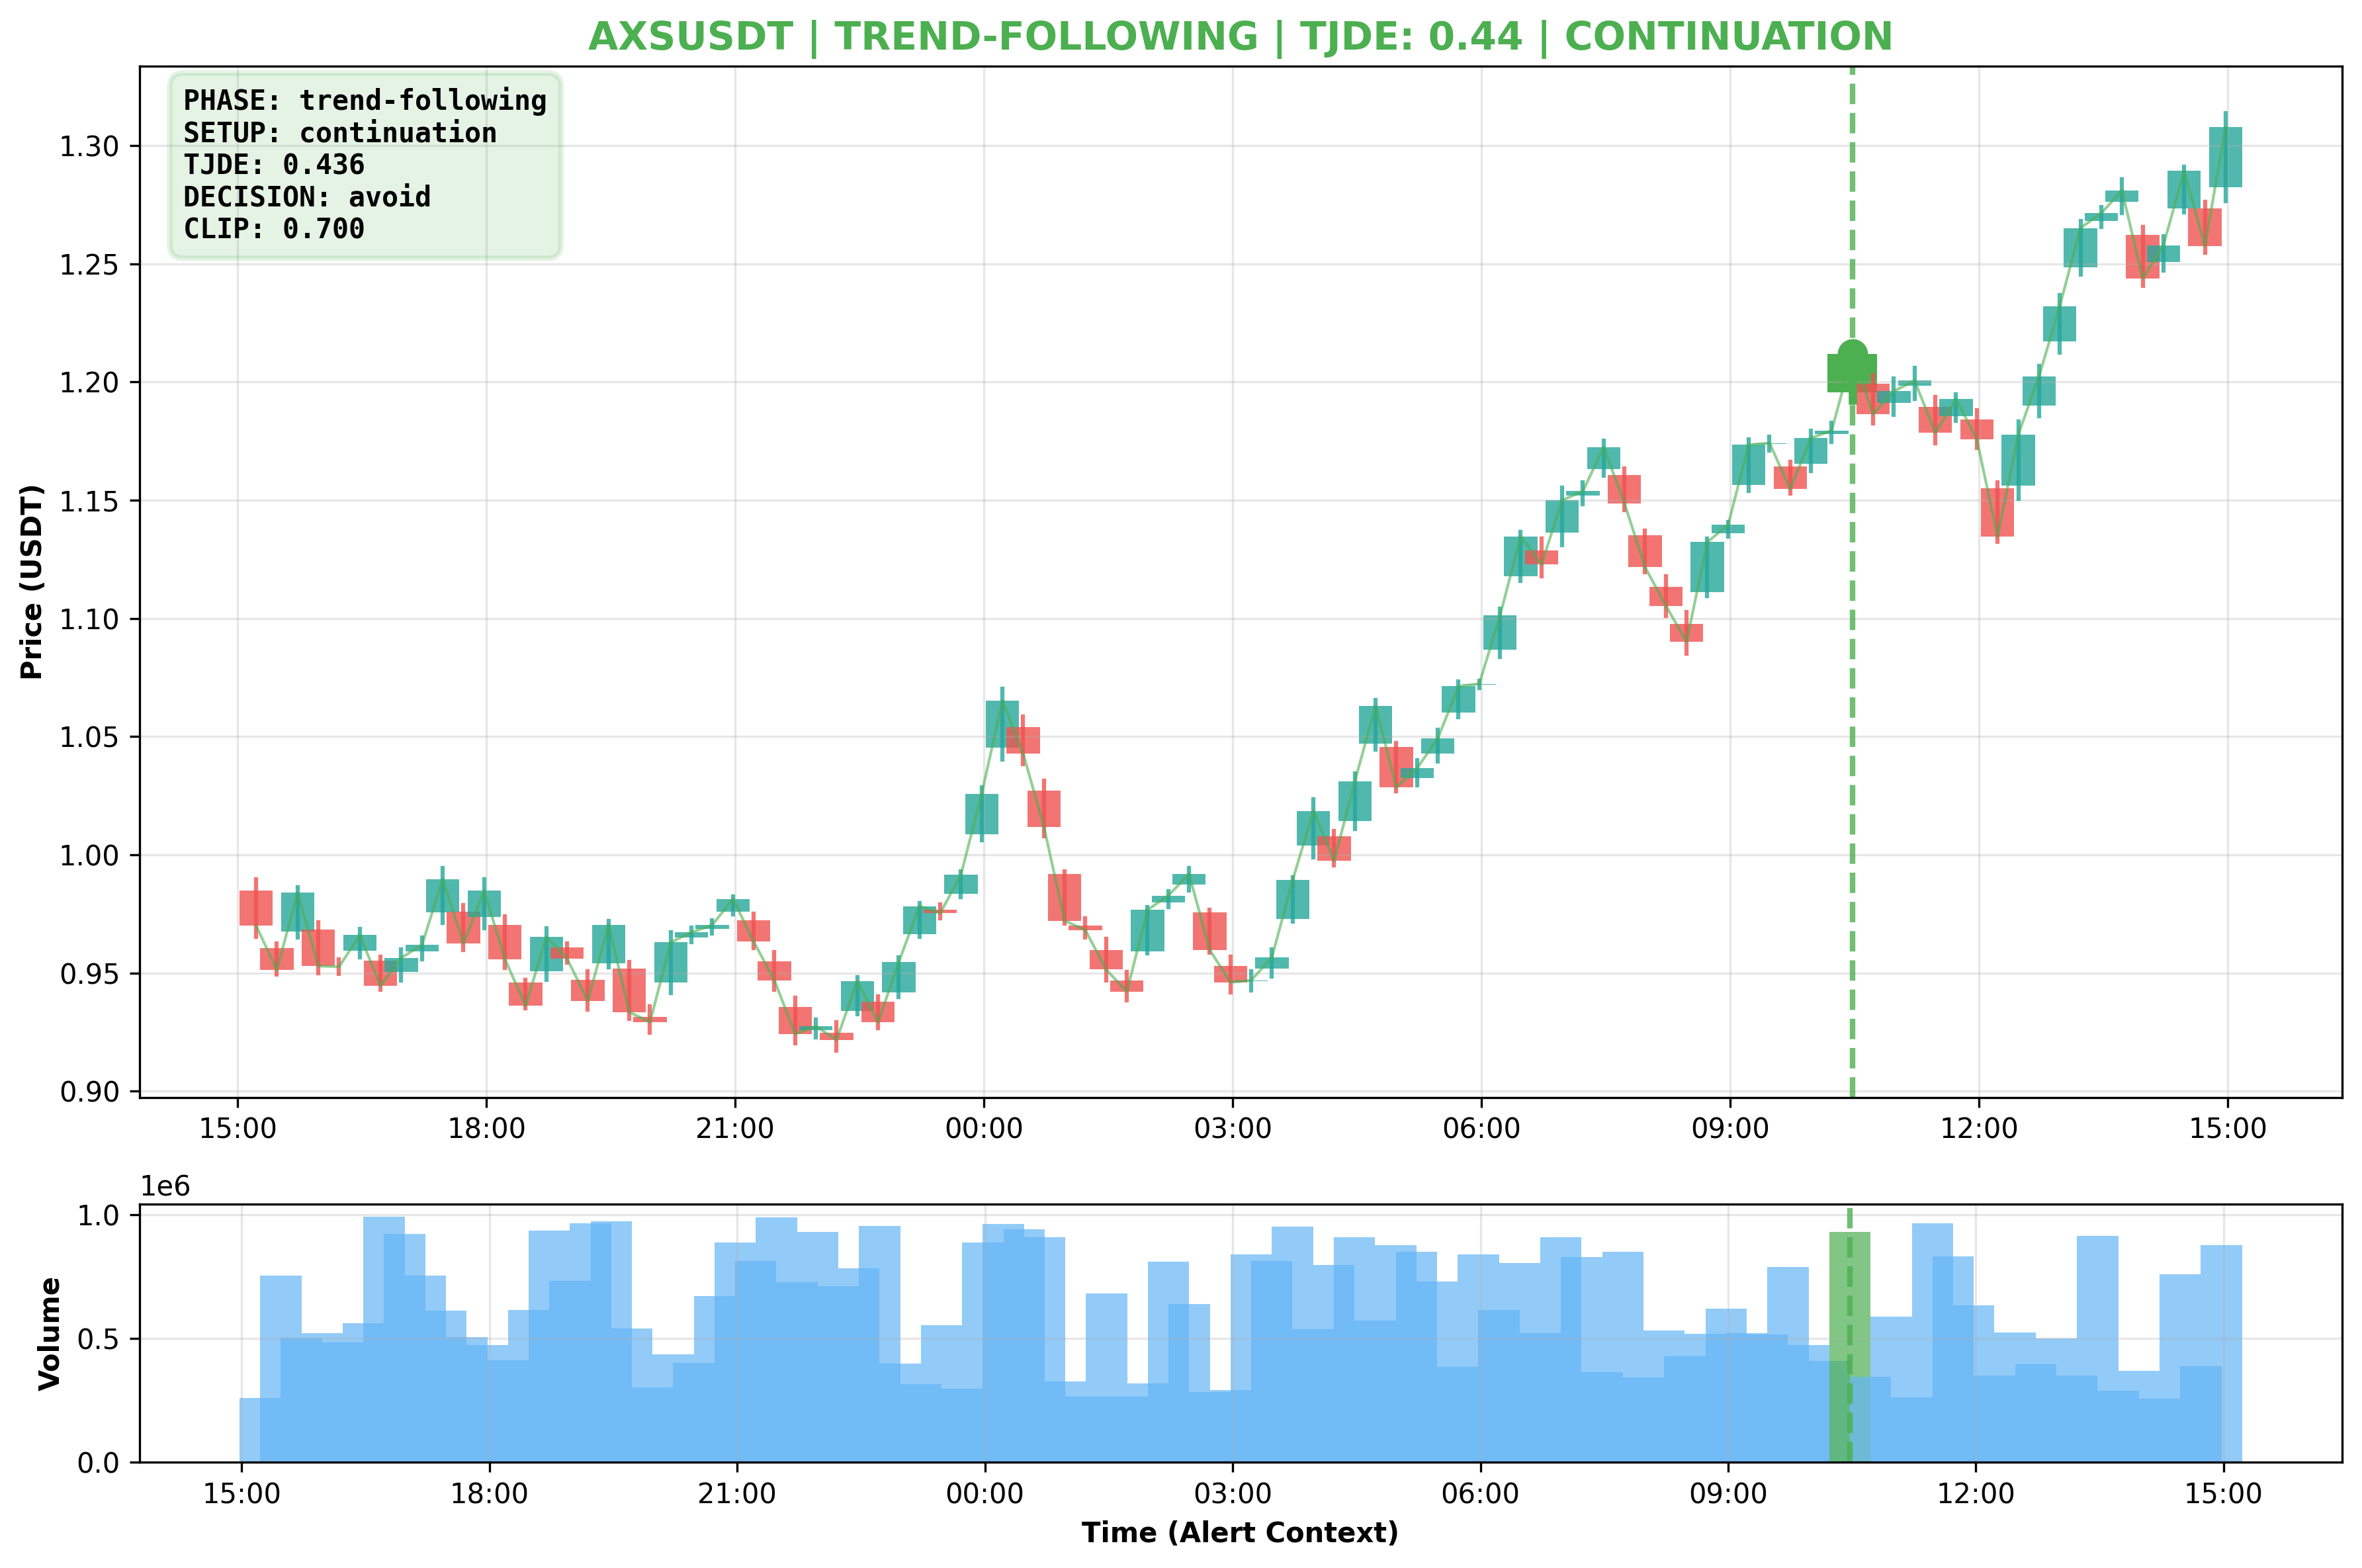 AXSUSDT | TREND-FOLLOWING | TJDE: 0.44 | CONTINUATION
PHASE: trend-following
SETUP: continuation
TJDE: 0.436
DECISION: avoid
CLIP: 0.700
Price (USDT)
1.30
1.25
1.20
1.15
1.10
1.05
1.00
0.95
0.90
15:00 18:00 21:00 00:00 03:00 06:00 09:00 12:00 15:00
1e6
Volume
1.0
0.5
0.0
15:00 18:00 21:00 00:00 03:00 06:00 09:00 12:00 15:00
Time (Alert Context)